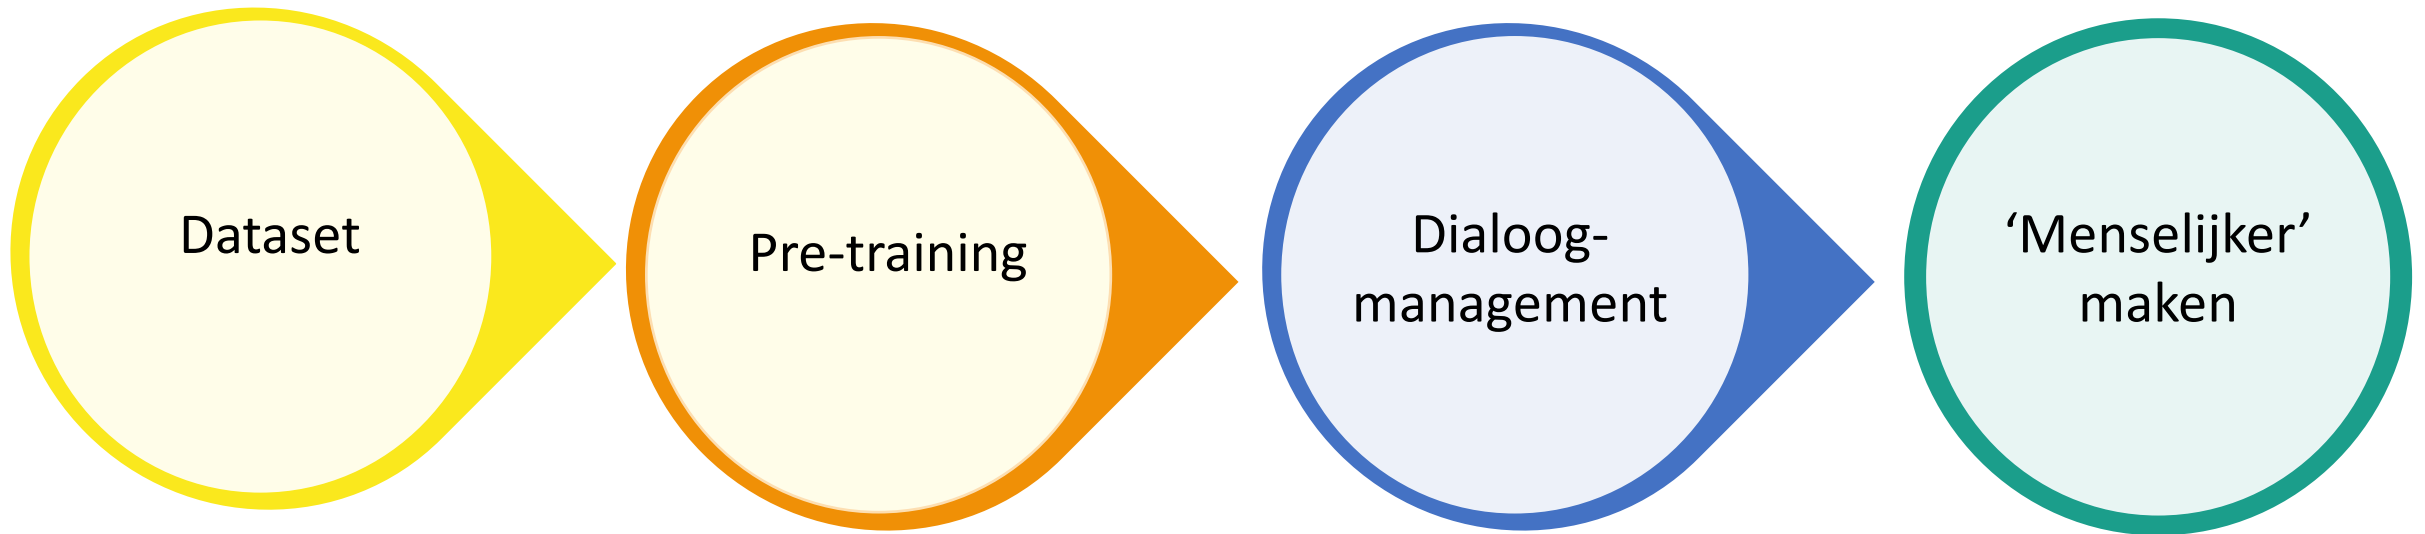 Dataset
Pre-training
Dialoog-
management
‘Menselijker’
maken